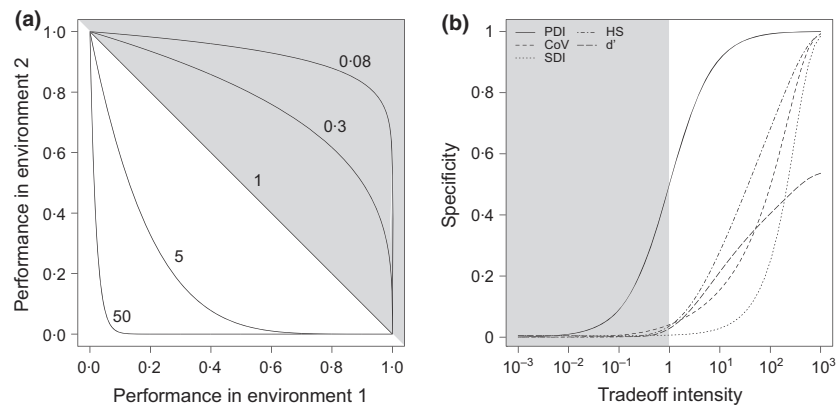 (a)
1·0
0·8
0·6
0·4
0·2
0·0
Performance in environment 2
0·08
0·3
1
5
50
0·0 0·2 0·4 0·6 0·8 1·0
Performance in environment 1
(b)
PDI HS
CoV d'
SDI
1
0·8
0·6
0·4
0·2
0
Specificity
10⁻³ 10⁻² 10⁻¹ 1 10¹ 10² 10³
Tradeoff intensity